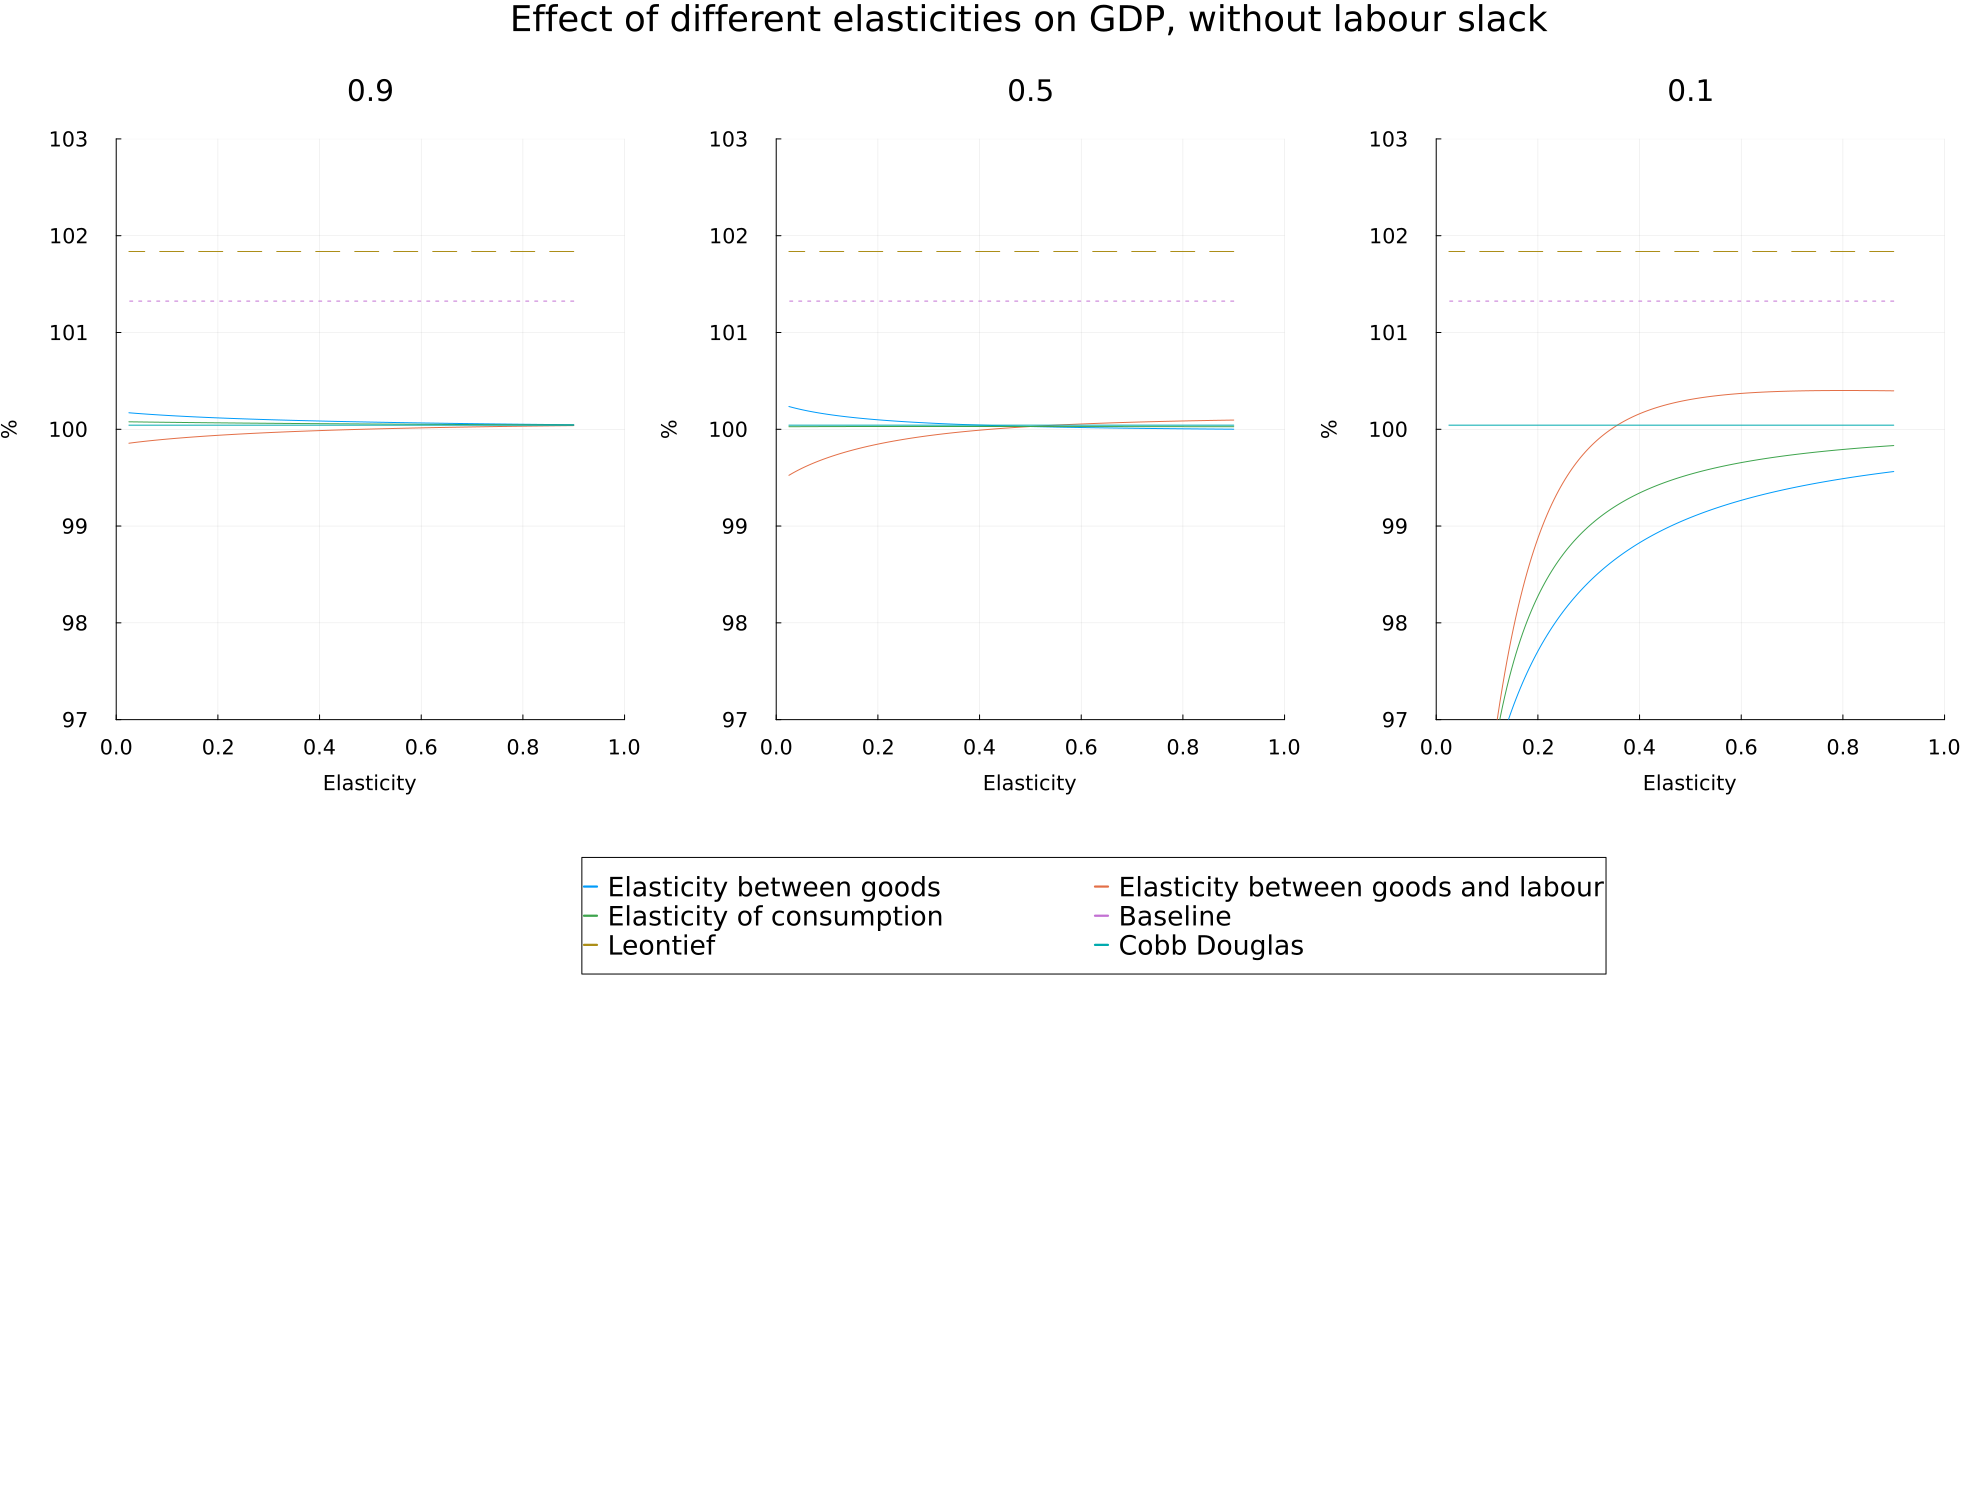 Effect of different elasticities on GDP, without labour slack
0.9
0.5
0.1
103
102
101
100
99
98
97
%
0.0 0.2 0.4 0.6 0.8 1.0
Elasticity
103
102
101
100
99
98
97
%
0.0 0.2 0.4 0.6 0.8 1.0
Elasticity
103
102
101
100
99
98
97
%
0.0 0.2 0.4 0.6 0.8 1.0
Elasticity
Elasticity between goods
Elasticity between goods and labour
Elasticity of consumption
Baseline
Leontief
Cobb Douglas